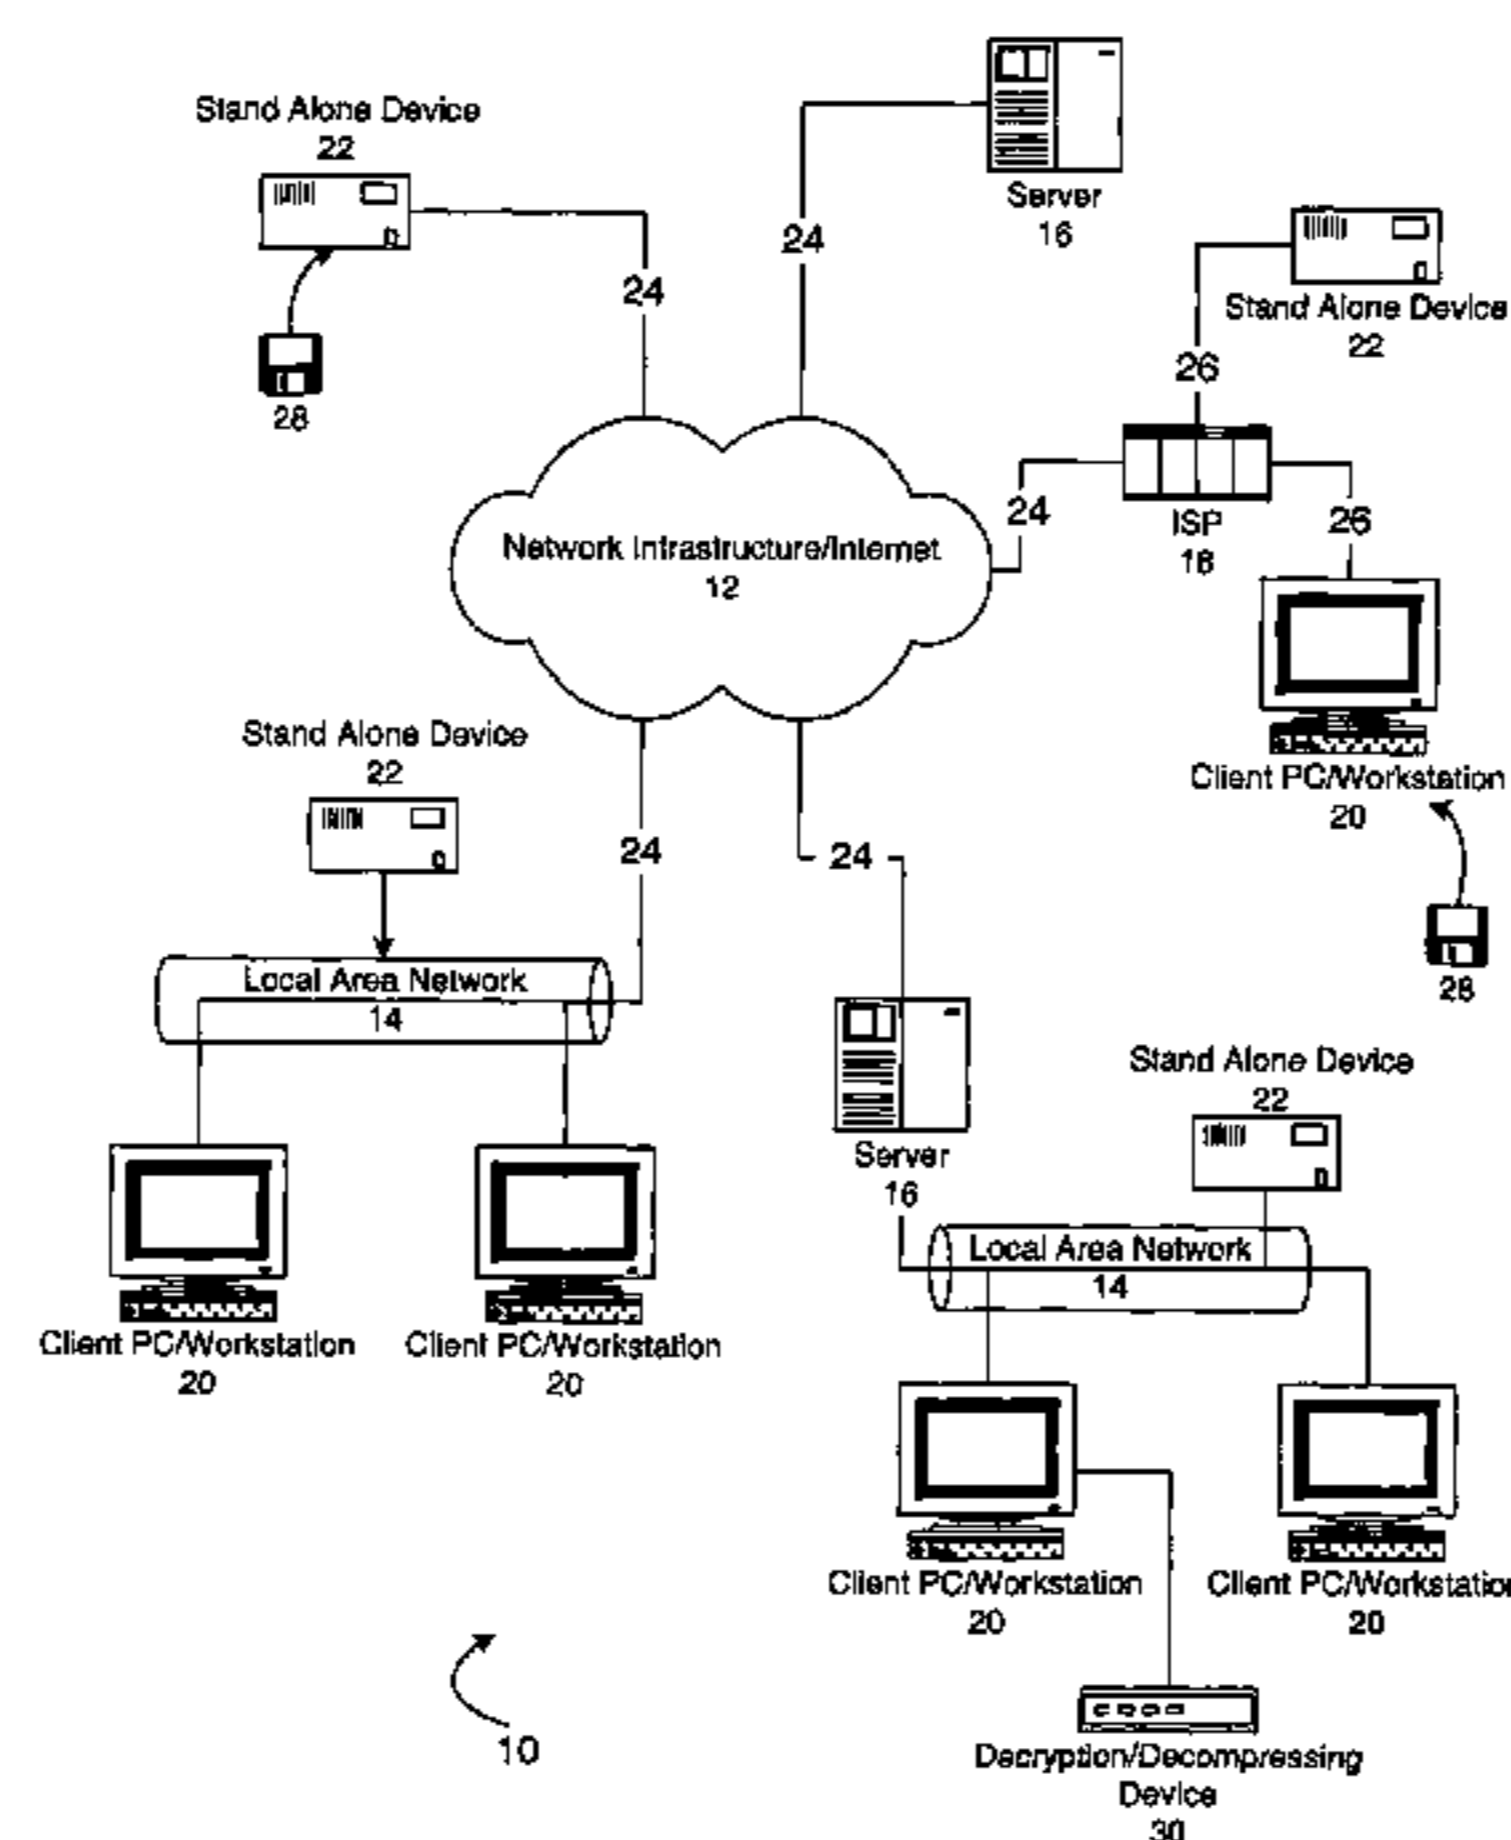 Stand Alone Device
22
Server
16
24
Stand Alone Device
22
24
28
26
24
ISP
18
26
Network Infrastructure/Internet
12
Client PC/Workstation
20
Stand Alone Device
22
24
24
28
Local Area Network
14
Server
16
Stand Alone Device
22
Local Area Network
14
Client PC/Workstation
20
Client PC/Workstation
20
Client PC/Workstation
20
Client PC/Workstation
20
10
Decryption/Decompressing
Device
30